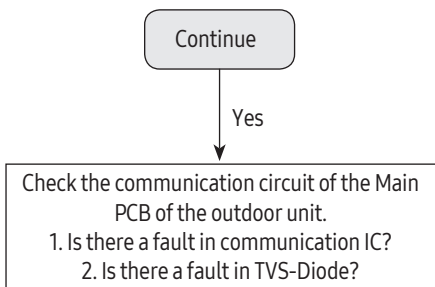 Continue
Yes
Check the communication circuit of the Main
PCB of the outdoor unit.
1. Is there a fault in communication IC?
2. Is there a fault in TVS-Diode?